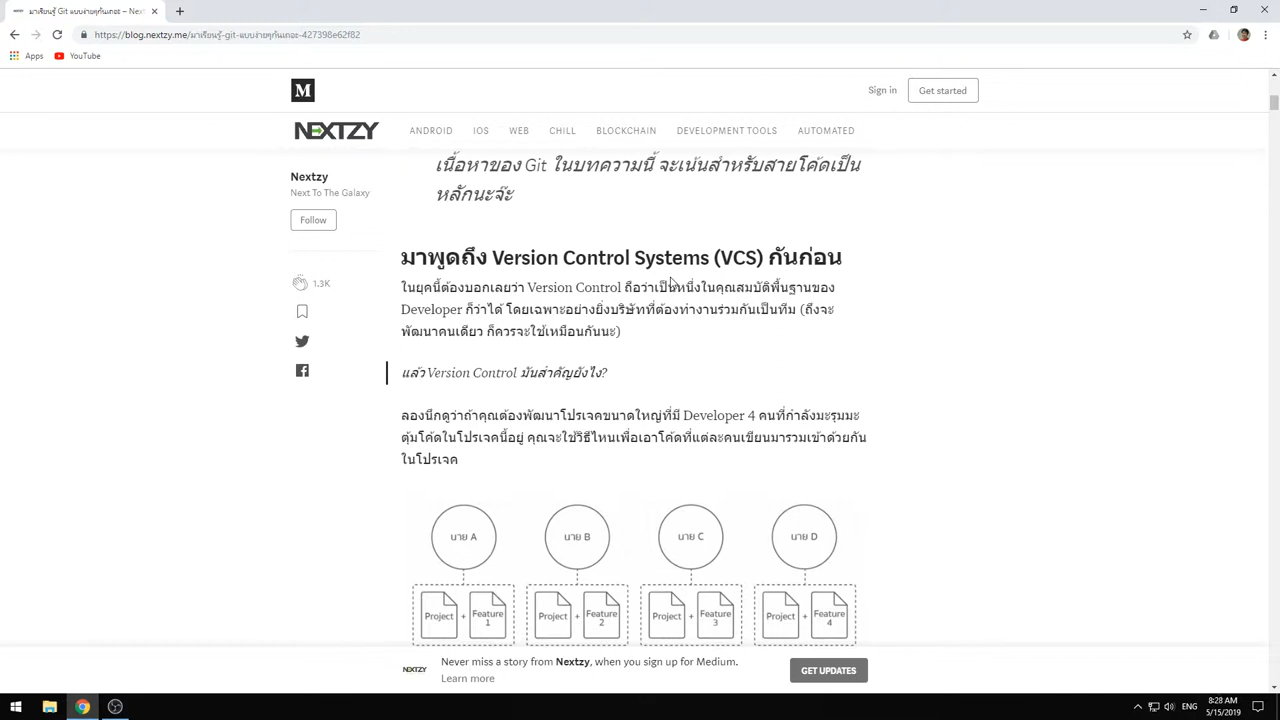 มาเรียนรู้ Git แบบง่ายๆกันเถอะ – Ne
https://blog.nextzy.me/มาเรียนรู้-git-แบบง่ายๆกันเถอะ-427398e62f82
Apps YouTube
M
Sign in Get started
NEXTZY ANDROID IOS WEB CHILL BLOCKCHAIN DEVELOPMENT TOOLS AUTOMATED
เนื้อหาของ Git ในบทความนี้ จะเน้นสำหรับสายโค้ดเป็น
หลักนะจ๊ะ
Nextzy
Next To The Galaxy
Follow
มาพูดถึง Version Control Systems (VCS) กันก่อน
1.3K
ในยุคนี้ต้องบอกเลยว่า Version Control ถือว่าเป็นหนึ่งในคุณสมบัติพื้นฐานของ
Developer ก็ว่าได้ โดยเฉพาะอย่างยิ่งบริษัทที่ต้องทำงานร่วมกันเป็นทีม (ถึงจะ
พัฒนาคนเดียว ก็ควรจะใช้เหมือนกันนะ)
แล้ว Version Control มันสำคัญยังไง?
ลองนึกดูว่าถ้าคุณต้องพัฒนาโปรเจคขนาดใหญ่ที่มี Developer 4 คนที่กำลังมะรุมมะ
ตุ้มโค้ดในโปรเจคนี้อยู่ คุณจะใช้วิธีไหนเพื่อเอาโค้ดที่แต่ละคนเขียนมารวมเข้าด้วยกัน
ในโปรเจค
นาย A นาย B นาย C นาย D
Project + Feature 1 Project + Feature 2 Project + Feature 3 Project + Feature 4
NEXTZY Never miss a story from Nextzy, when you sign up for Medium.
Learn more
GET UPDATES
ENG 8:28 AM
5/15/2019